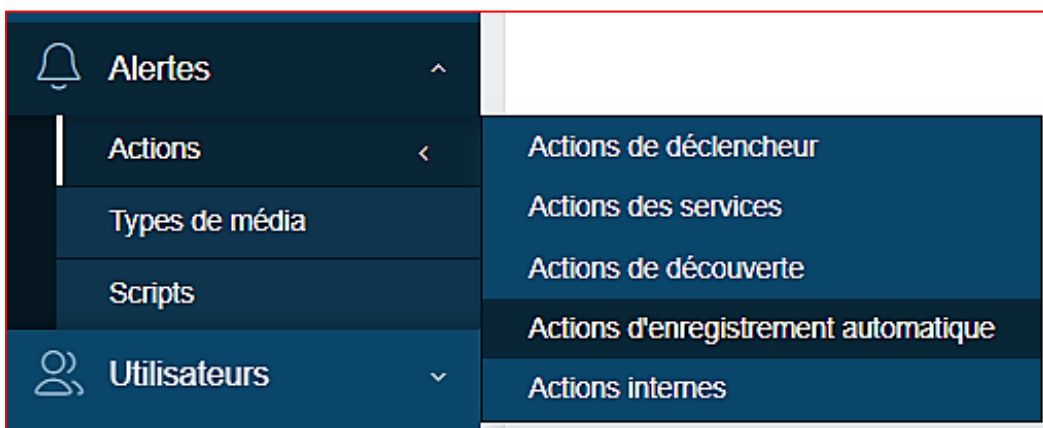 Alertes
Actions
Types de média
Scripts
Utilisateurs
Actions de déclencheur
Actions des services
Actions de découverte
Actions d'enregistrement automatique
Actions internes